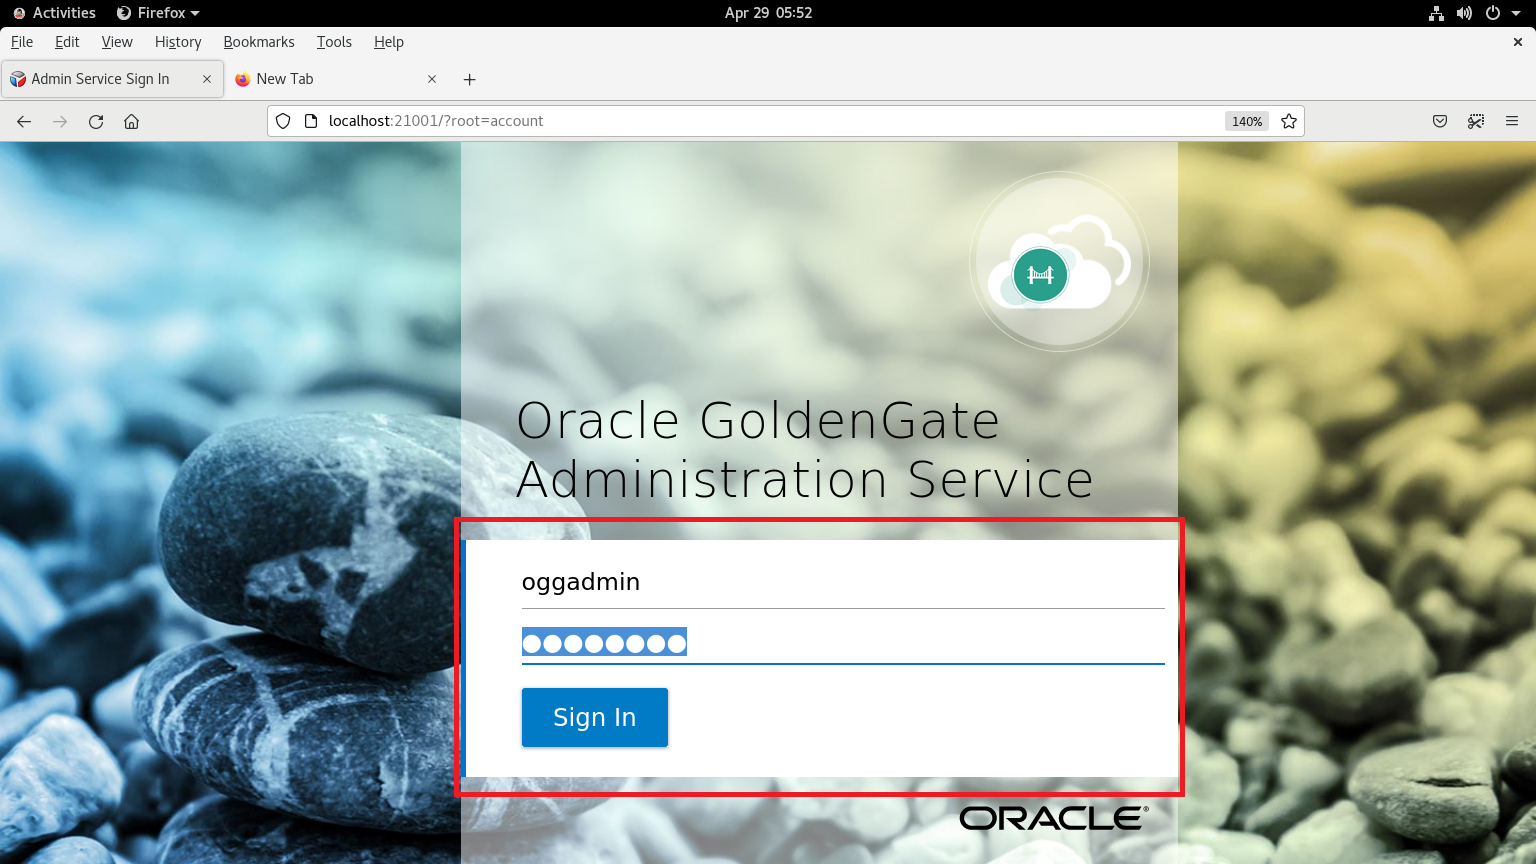 Activities Firefox Apr 29 05:52
File Edit View History Bookmarks Tools Help
Admin Service Sign In New Tab
localhost:21001/?root=account 140%
Oracle GoldenGate
Administration Service
oggadmin
●●●●●●●●
Sign In
ORACLE®